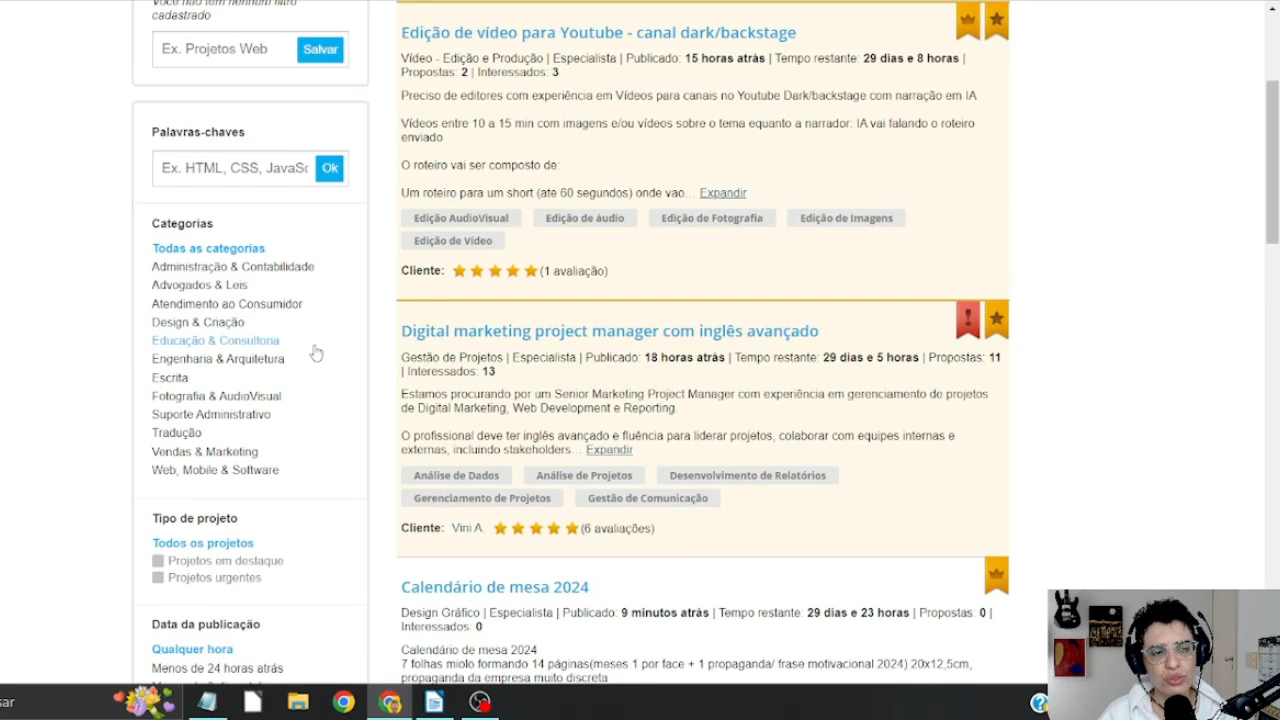 cadastrado
Ex. Projetos Web
Salvar
Palavras-chaves
Ex. HTML, CSS, JavaSc
Ok
Categorias
Todas as categorias
Administração & Contabilidade
Advogados & Leis
Atendimento ao Consumidor
Design & Criação
Educação & Consultoria
Engenharia & Arquitetura
Escrita
Fotografia & AudioVisual
Suporte Administrativo
Tradução
Vendas & Marketing
Web, Mobile & Software
Tipo de projeto
Todos os projetos
Projetos em destaque
Projetos urgentes
Data da publicação
Qualquer hora
Menos de 24 horas atrás
Edição de vídeo para Youtube - canal dark/backstage
Vídeo - Edição e Produção | Especialista | Publicado: 15 horas atrás | Tempo restante: 29 dias e 8 horas |
Propostas: 2 | Interessados: 3
Preciso de editores com experiência em Vídeos para canais no Youtube Dark/backstage com narração em IA
Vídeos entre 10 a 15 min com imagens e/ou vídeos sobre o tema equanto a narrador: IA vai falando o roteiro
enviado
O roteiro vai ser composto de:
Um roteiro para um short (ate 60 segundos) onde vao... Expandir
Edição AudioVisual Edição de áudio Edição de Fotografia Edição de Imagens
Edição de Vídeo
Cliente: (1 avaliação)
Digital marketing project manager com inglês avançado
Gestão de Projetos | Especialista | Publicado: 18 horas atrás | Tempo restante: 29 dias e 5 horas | Propostas: 11
| Interessados: 13
Estamos procurando por um Senior Marketing Project Manager com experiência em gerenciamento de projetos
de Digital Marketing, Web Development e Reporting.
O profissional deve ter inglês avançado e fluência para liderar projetos, colaborar com equipes internas e
externas, incluindo stakeholders... Expandir
Análise de Dados Análise de Projetos Desenvolvimento de Relatórios
Gerenciamento de Projetos Gestão de Comunicação
Cliente: Vini A. (6 avaliações)
Calendário de mesa 2024
Design Gráfico | Especialista | Publicado: 9 minutos atrás | Tempo restante: 29 dias e 23 horas | Propostas: 0 |
Interessados: 0
Calendário de mesa 2024
7 folhas miolo formando 14 páginas(meses 1 por face + 1 propaganda/ frase motivacional 2024) 20x12,5cm,
propaganda da empresa muito discreta
sar